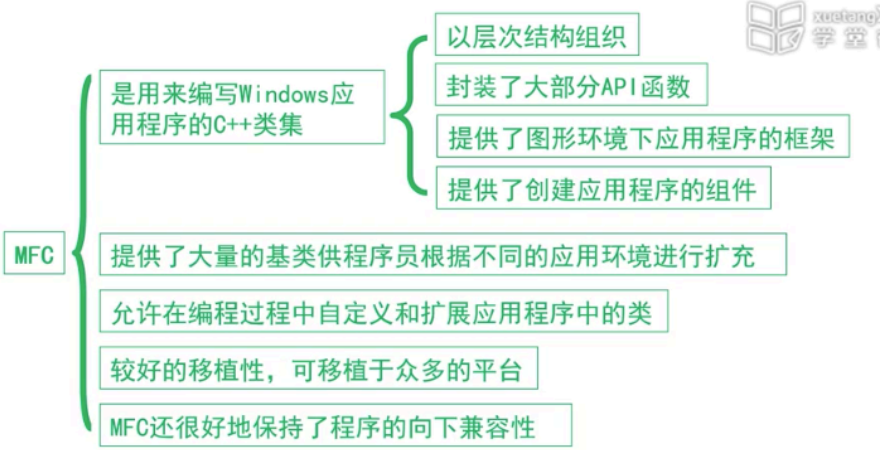 xuetang
学堂
以层次结构组织
是用来编写Windows应
用程序的C++类集
封装了大部分API函数
提供了图形环境下应用程序的框架
提供了创建应用程序的组件
MFC
提供了大量的基类供程序员根据不同的应用环境进行扩充
允许在编程过程中自定义和扩展应用程序中的类
较好的移植性，可移植于众多的平台
MFC还很好地保持了程序的向下兼容性